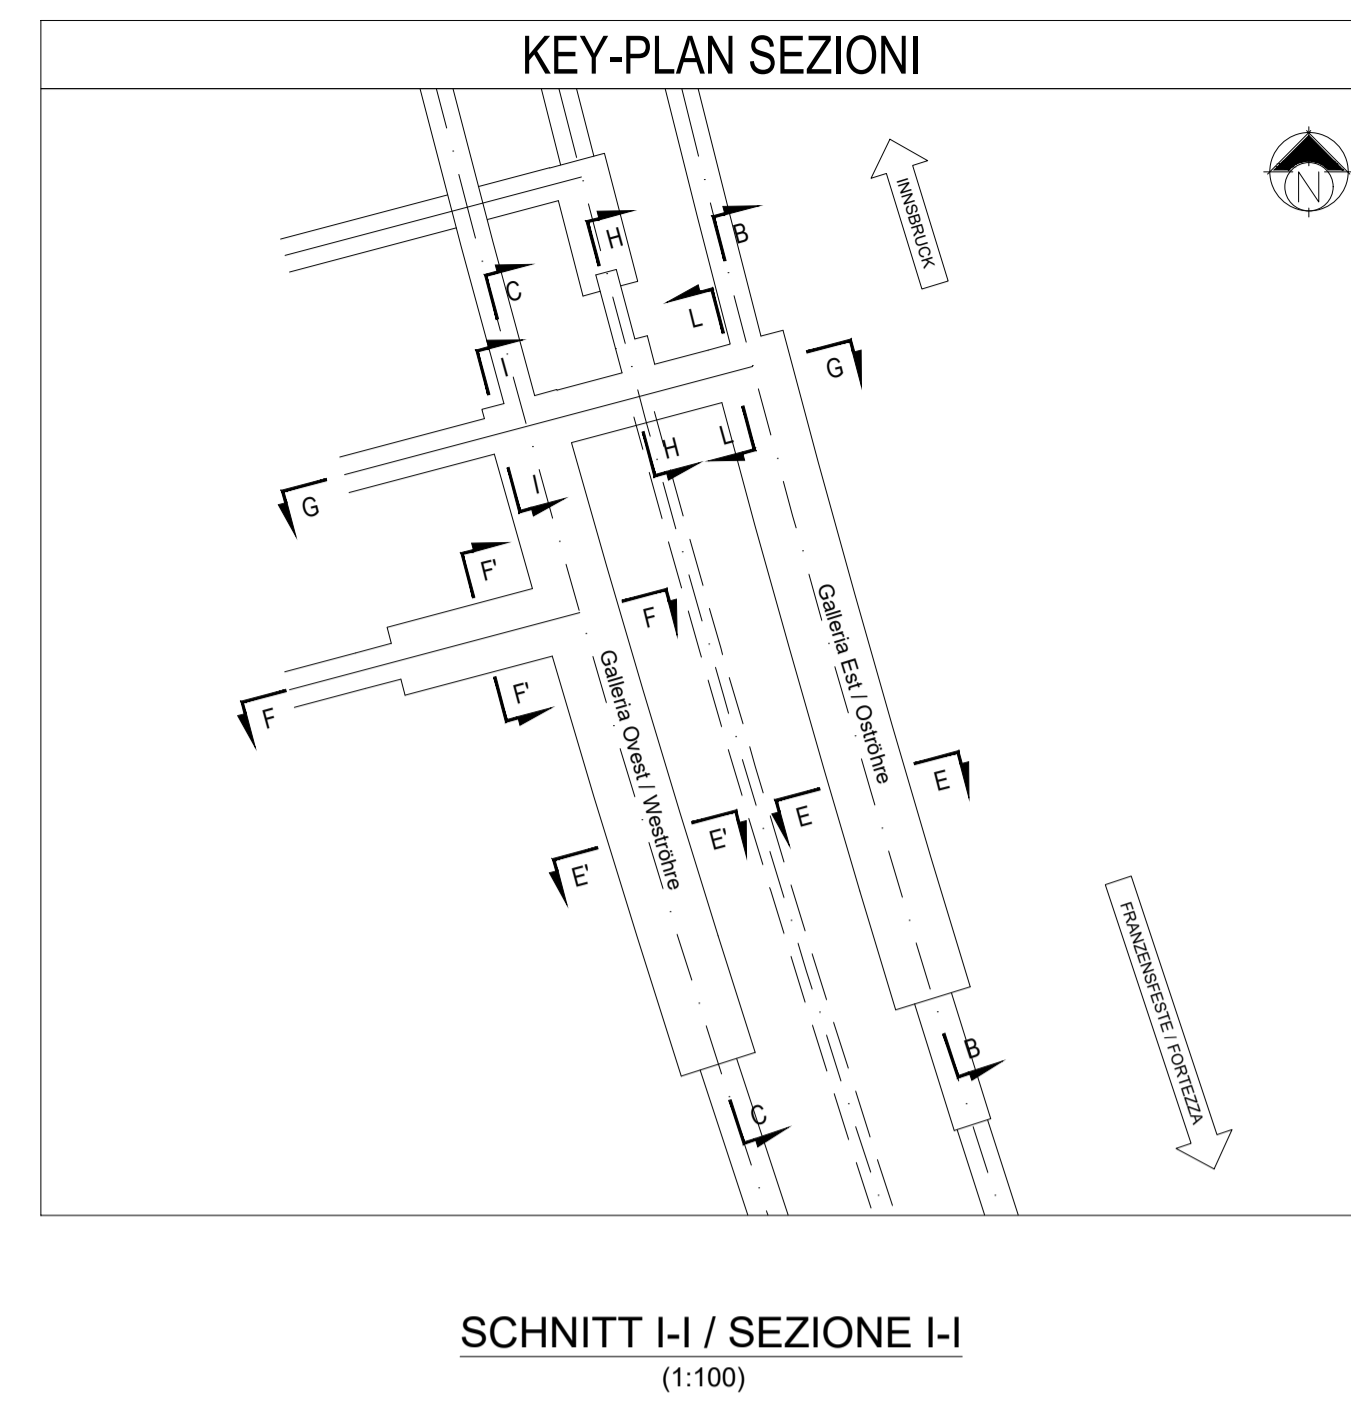 KEY-PLAN SEZIONI
N
INNSBRUCK
H
B
C
L
I
G
H
L
I
G
F'
F
F'
F
Galleria Ovest / Weströhre
Galleria Est / Oströhre
E
E
E'
E'
FRANZENSFESTE / FORTEZZA
B
C
SCHNITT I-I / SEZIONE I-I
(1:100)